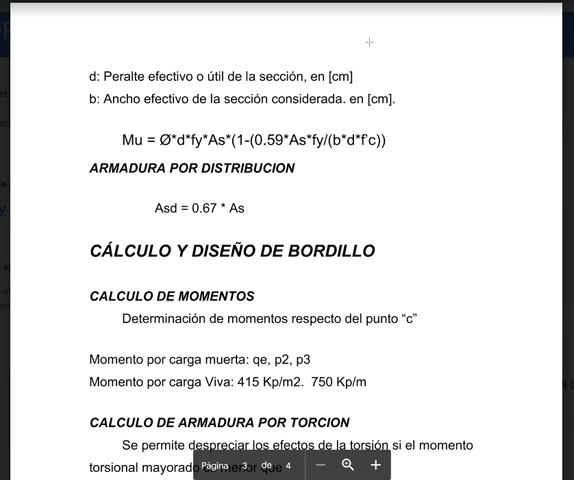 d: Peralte efectivo o útil de la sección, en [cm]
b: Ancho efectivo de la sección considerada. en [cm].
Mu = Ø*d*fy*As*(1-(0.59*As*fy/(b*d*f'c))
ARMADURA POR DISTRIBUCION
Asd = 0.67 * As
CÁLCULO Y DISEÑO DE BORDILLO
CALCULO DE MOMENTOS
Determinación de momentos respecto del punto “c”
Momento por carga muerta: qe, p2, p3
Momento por carga Viva: 415 Kp/m2. 750 Kp/m
CALCULO DE ARMADURA POR TORCION
Se permite despreciar los efectos de la torsión si el momento
torsional mayorado es menor que
Página 3 de 4